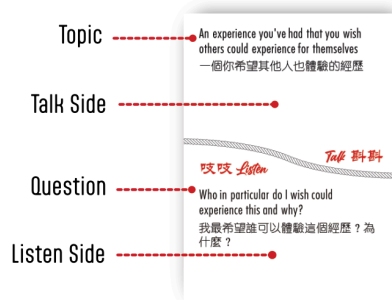 Topic
An experience you've had that you wish
others could experience for themselves
一個你希望其他人也體驗的經歷
Talk Side
Talk 斟斟
吱吱 Listen
Question
Who in particular do I wish could
experience this and why?
我最希望誰可以體驗這個經歷？為
什麼？
Listen Side